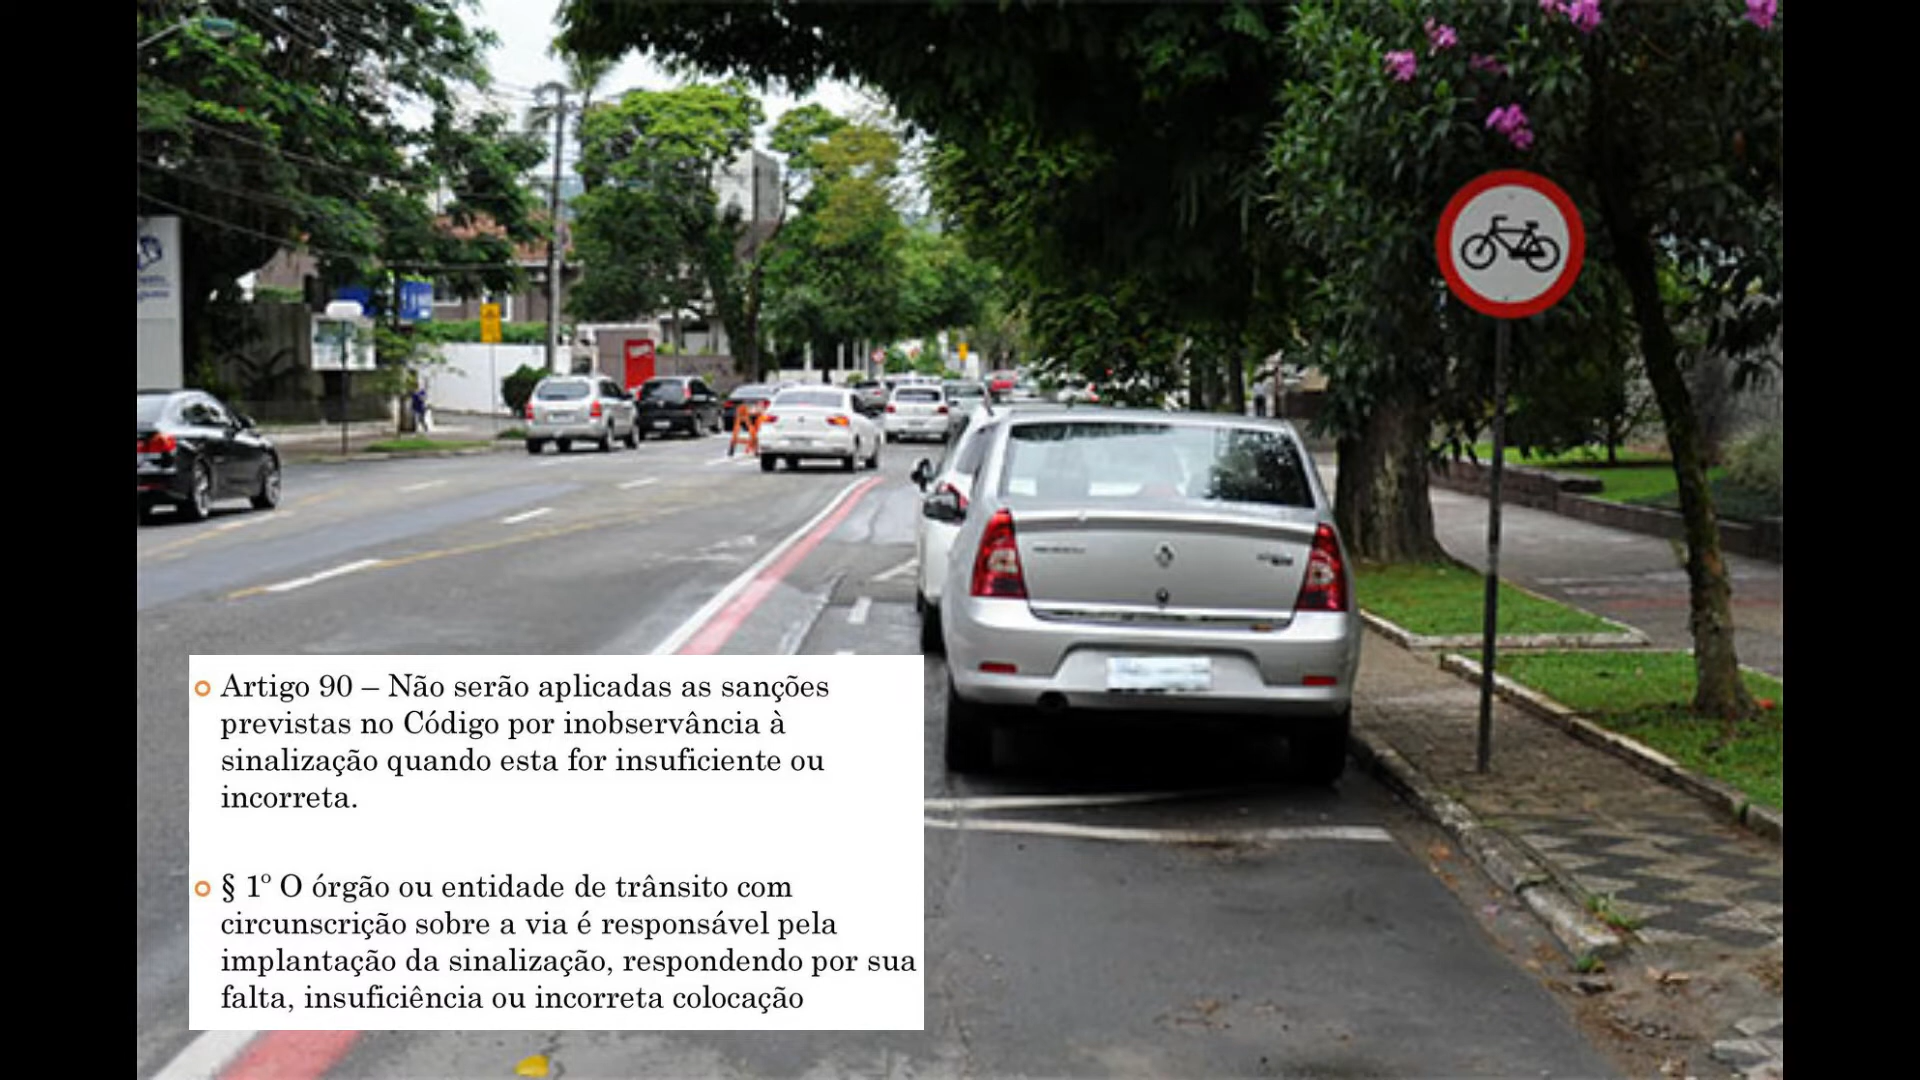 Artigo 90 – Não serão aplicadas as sanções
previstas no Código por inobservância à
sinalização quando esta for insuficiente ou
incorreta.
§ 1º O órgão ou entidade de trânsito com
circunscrição sobre a via é responsável pela
implantação da sinalização, respondendo por sua
falta, insuficiência ou incorreta colocação